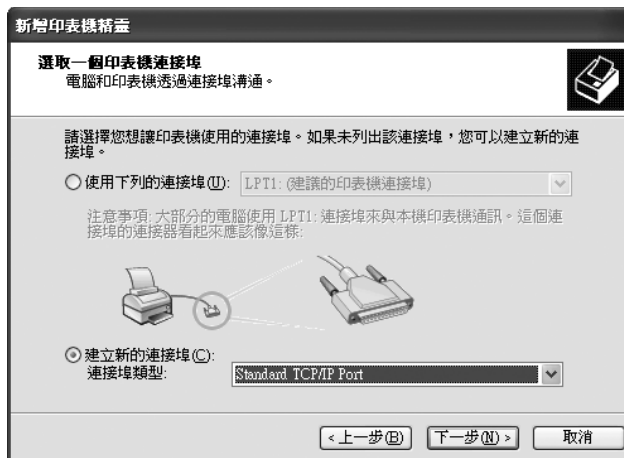 新增印表機精靈
選取一個印表機連接埠
電腦和印表機透過連接埠溝通。
請選擇您想讓印表機使用的連接埠。如果未列出該連接埠，您可以建立新的連
接埠。
使用下列的連接埠(U): LPT1: (建議的印表機連接埠)
注意事項: 大部分的電腦使用 LPT1: 連接埠來與本機印表機通訊。這個連
接埠的連接器看起來應該像這樣:
建立新的連接埠(C):
連接埠類型: Standard TCP/IP Port
<上一步(B) 下一步(N)> 取消